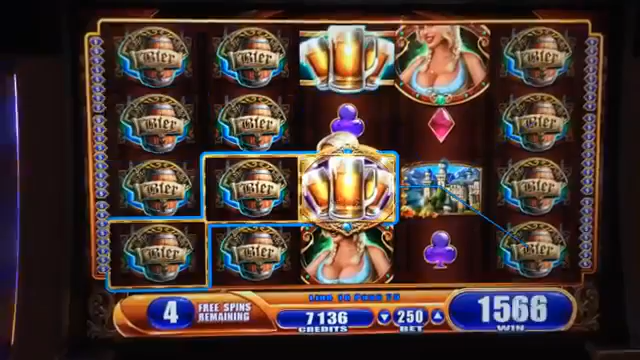 Bier Bier Bier
Bier Bier Bier
Bier Bier
Bier Bier Bier
4 FREE SPINS REMAINING
7136 CREDITS
250 BET
1566 WIN